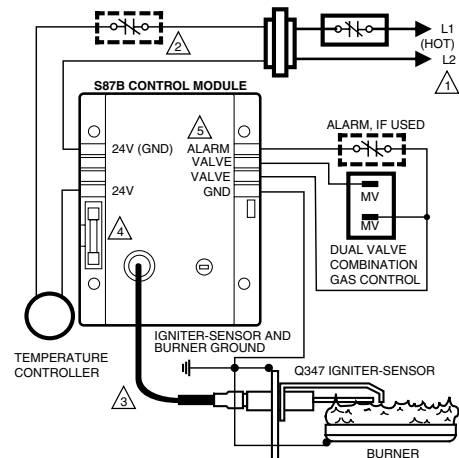 L1
(HOT)
L2
2
1
S87B CONTROL MODULE
5
ALARM, IF USED
24V (GND)
ALARM
VALVE
VALVE
24V
GND
MV
MV
4
DUAL VALVE
COMBINATION
GAS CONTROL
IGNITER-SENSOR AND
BURNER GROUND
TEMPERATURE
CONTROLLER
Q347 IGNITER-SENSOR
3
BURNER